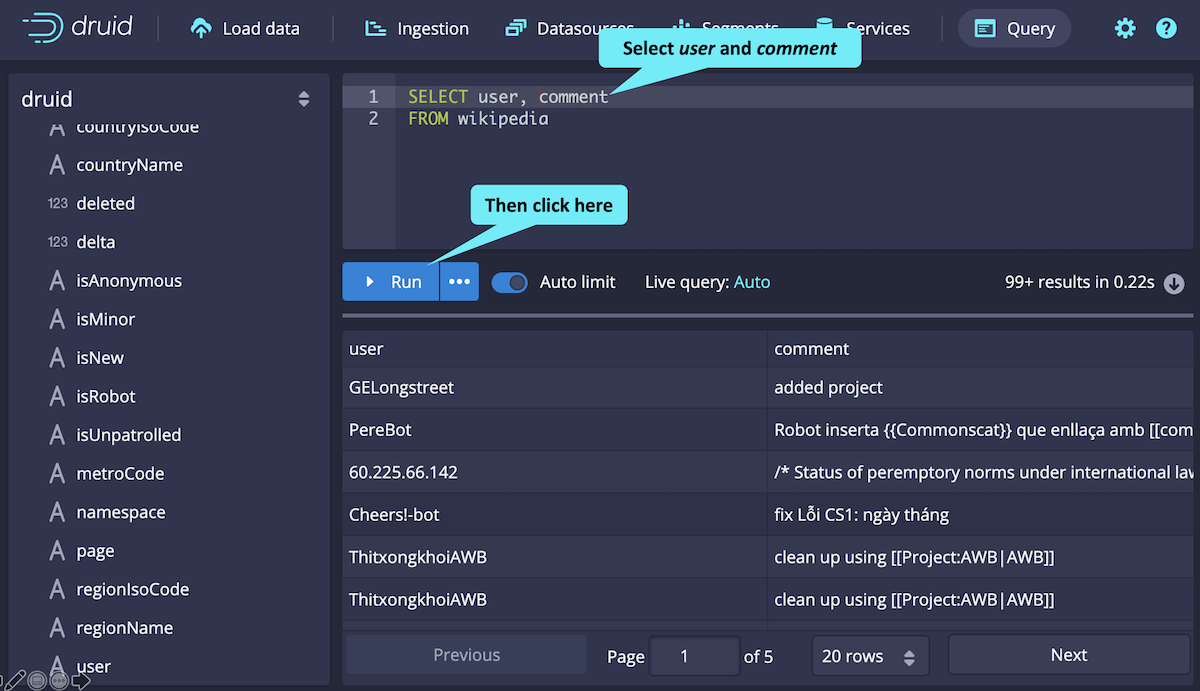 druid
Load data
Ingestion
Datasources
Segments
Services
Query
Select user and comment
druid
countryIsoCode
countryName
123 deleted
123 delta
isAnonymous
isMinor
isNew
isRobot
isUnpatrolled
metroCode
namespace
page
regionIsoCode
regionName
user
1 SELECT user, comment
2 FROM wikipedia
Then click here
Run
Auto limit
Live query: Auto
99+ results in 0.22s
user comment
GELongstreet added project
PereBot Robot inserta {{Commonscat}} que enllaça amb [[com
60.225.66.142 /* Status of peremptory norms under international law
Cheers!-bot fix Lỗi CS1: ngày tháng
ThitxongkhoiAWB clean up using [[Project:AWB|AWB]]
ThitxongkhoiAWB clean up using [[Project:AWB|AWB]]
Previous
Page 1 of 5
20 rows
Next